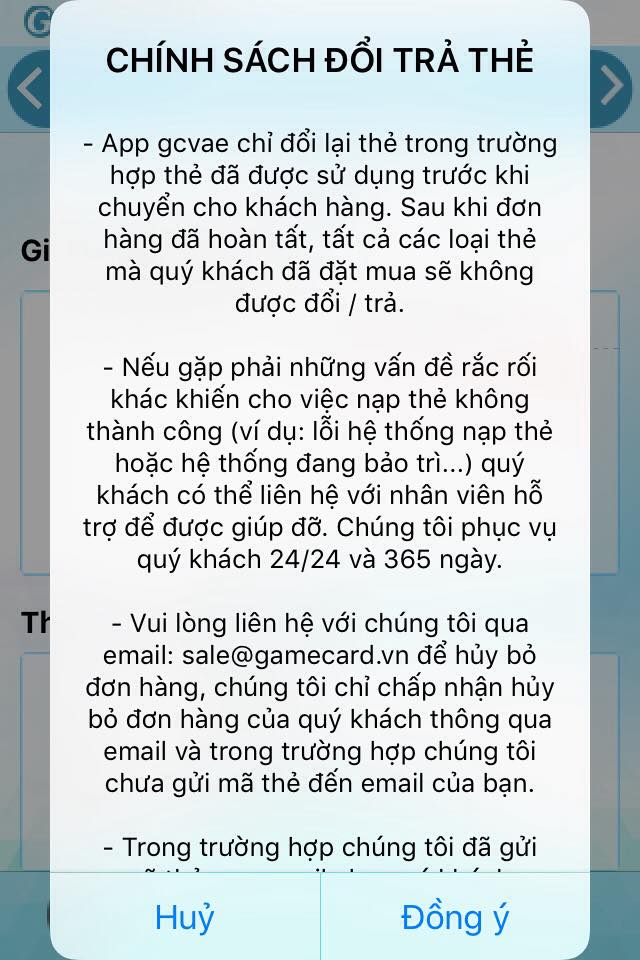 G
CHÍNH SÁCH ĐỔI TRẢ THẺ
- App gcvae chỉ đổi lại thẻ trong trường
hợp thẻ đã được sử dụng trước khi
chuyển cho khách hàng. Sau khi đơn
hàng đã hoàn tất, tất cả các loại thẻ
mà quý khách đã đặt mua sẽ không
được đổi / trả.
Gi
- Nếu gặp phải những vấn đề rắc rối
khác khiến cho việc nạp thẻ không
thành công (ví dụ: lỗi hệ thống nạp thẻ
hoặc hệ thống đang bảo trì...) quý
khách có thể liên hệ với nhân viên hỗ
trợ để được giúp đỡ. Chúng tôi phục vụ
quý khách 24/24 và 365 ngày.
Th
- Vui lòng liên hệ với chúng tôi qua
email: sale@gamecard.vn để hủy bỏ
đơn hàng, chúng tôi chỉ chấp nhận hủy
bỏ đơn hàng của quý khách thông qua
email và trong trường hợp chúng tôi
chưa gửi mã thẻ đến email của bạn.
- Trong trường hợp chúng tôi đã gửi
Huỷ
Đồng ý